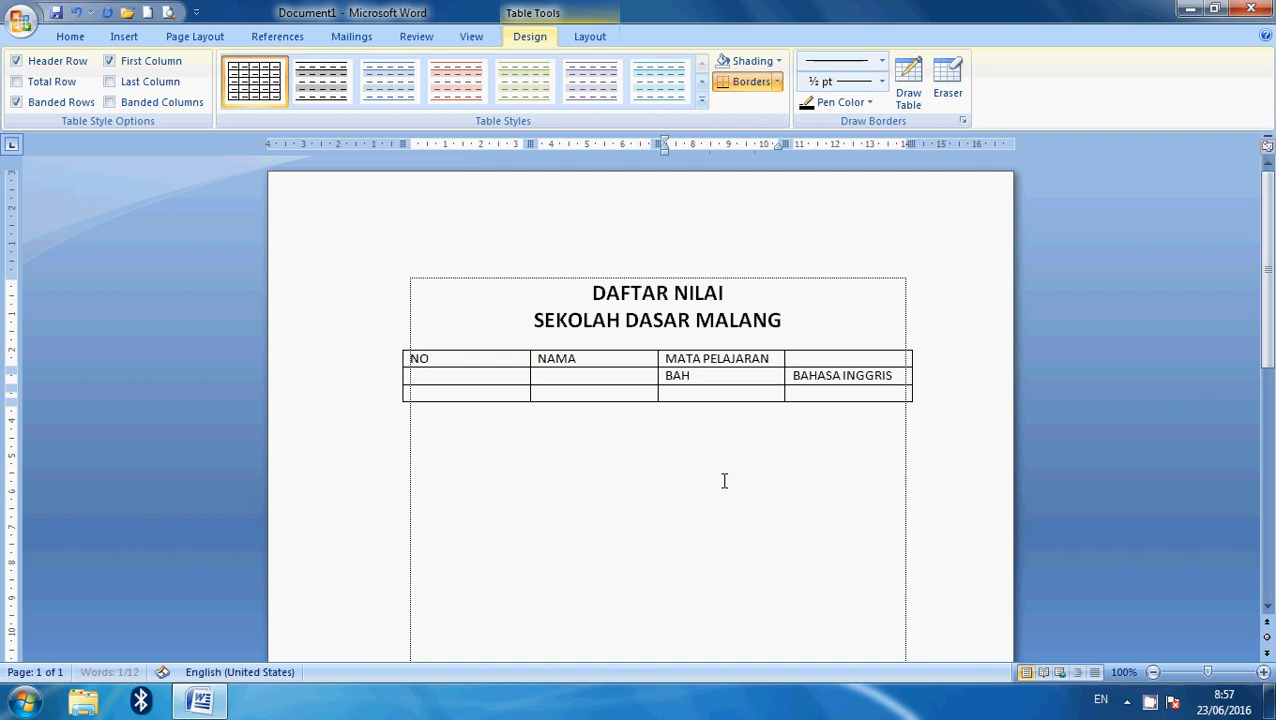 Document1 - Microsoft Word
Table Tools
Home Insert Page Layout References Mailings Review View Design Layout
Header Row First Column
Total Row Last Column
Banded Rows Banded Columns
Table Style Options
Table Styles
Shading
Borders
½ pt
Pen Color
Draw Table
Eraser
Draw Borders
DAFTAR NILAI
SEKOLAH DASAR MALANG
NO NAMA MATA PELAJARAN
BAH BAHASA INGGRIS
Page: 1 of 1 Words: 1/12 English (United States) 100%
EN 8:57
23/06/2016